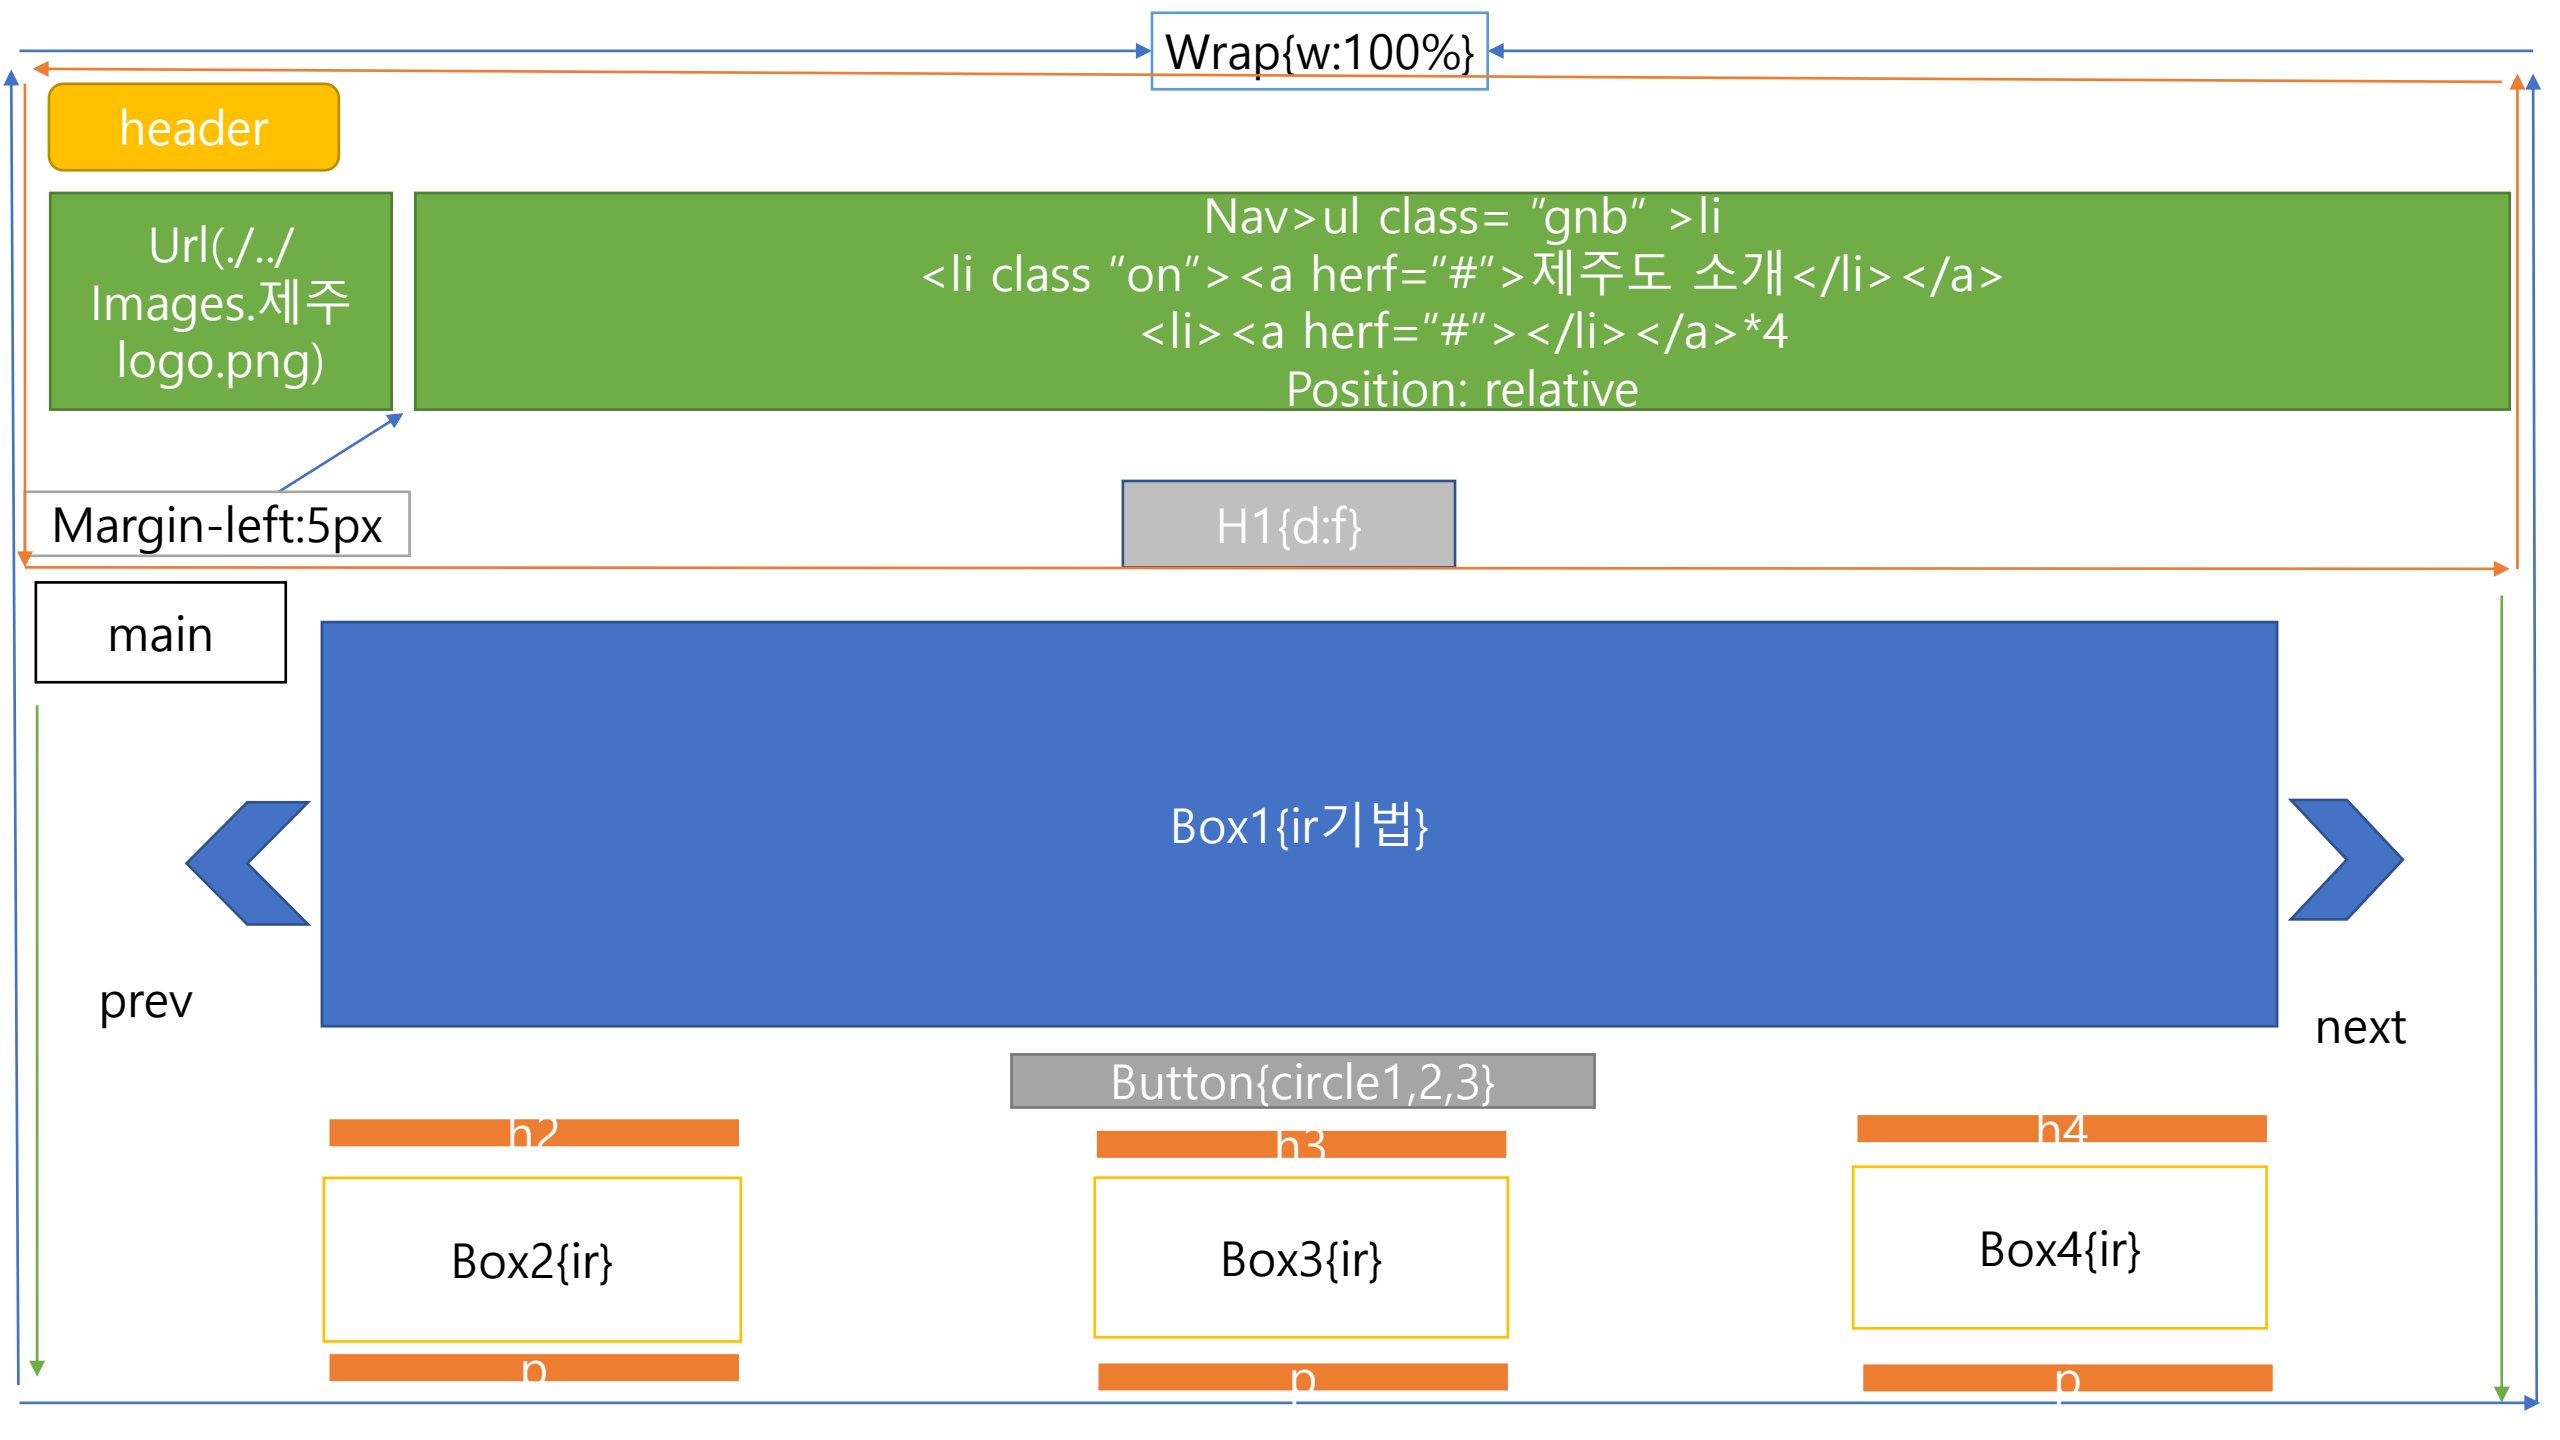 Wrap{w:100%}
header
Url(./../
Images.제주
logo.png)
Nav>ul class= “gnb” >li
<li class “on”><a herf=”#”>제주도 소개</li></a>
<li><a herf=”#”></li></a>*4
Position: relative
Margin-left:5px
H1{d:f}
main
Box1{ir기법}
prev
next
Button{circle1,2,3}
h2
h3
h4
Box2{ir}
Box3{ir}
Box4{ir}
p
p
p